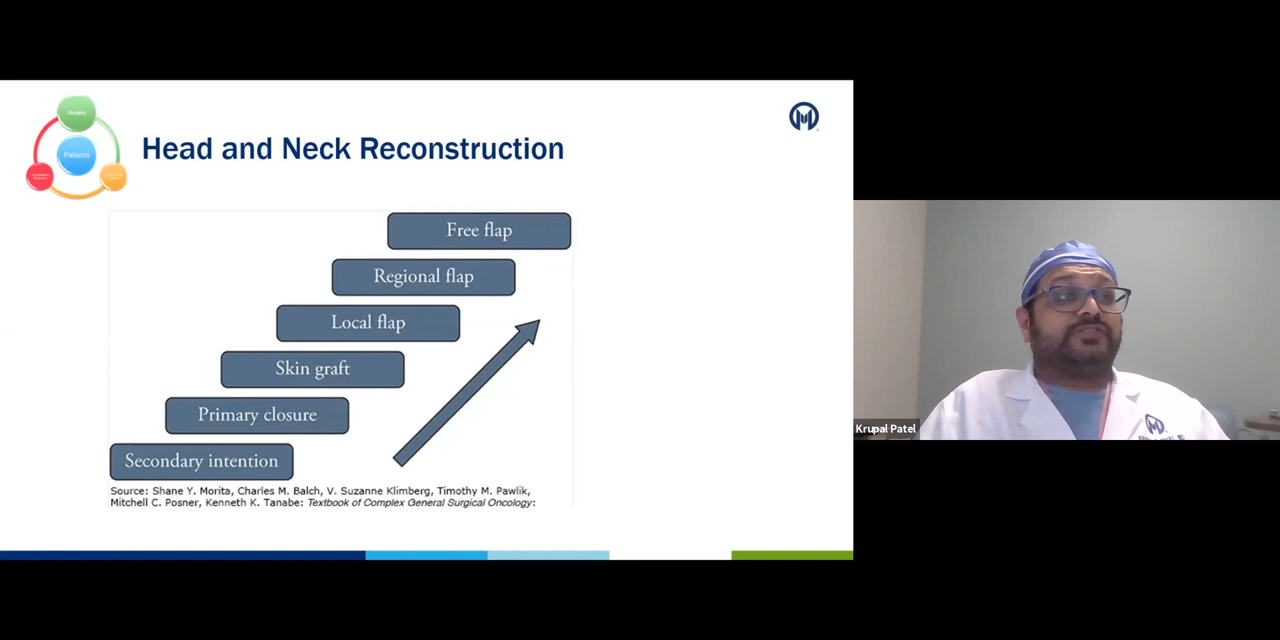 Surgery
Patients
Head and Neck Reconstruction
Free flap
Regional flap
Local flap
Skin graft
Primary closure
Secondary intention
Source: Shane Y. Morita, Charles M. Balch, V. Suzanne Klimberg, Timothy M. Pawlik,
Mitchell C. Posner, Kenneth K. Tanabe: Textbook of Complex General Surgical Oncology:
Krupal Patel